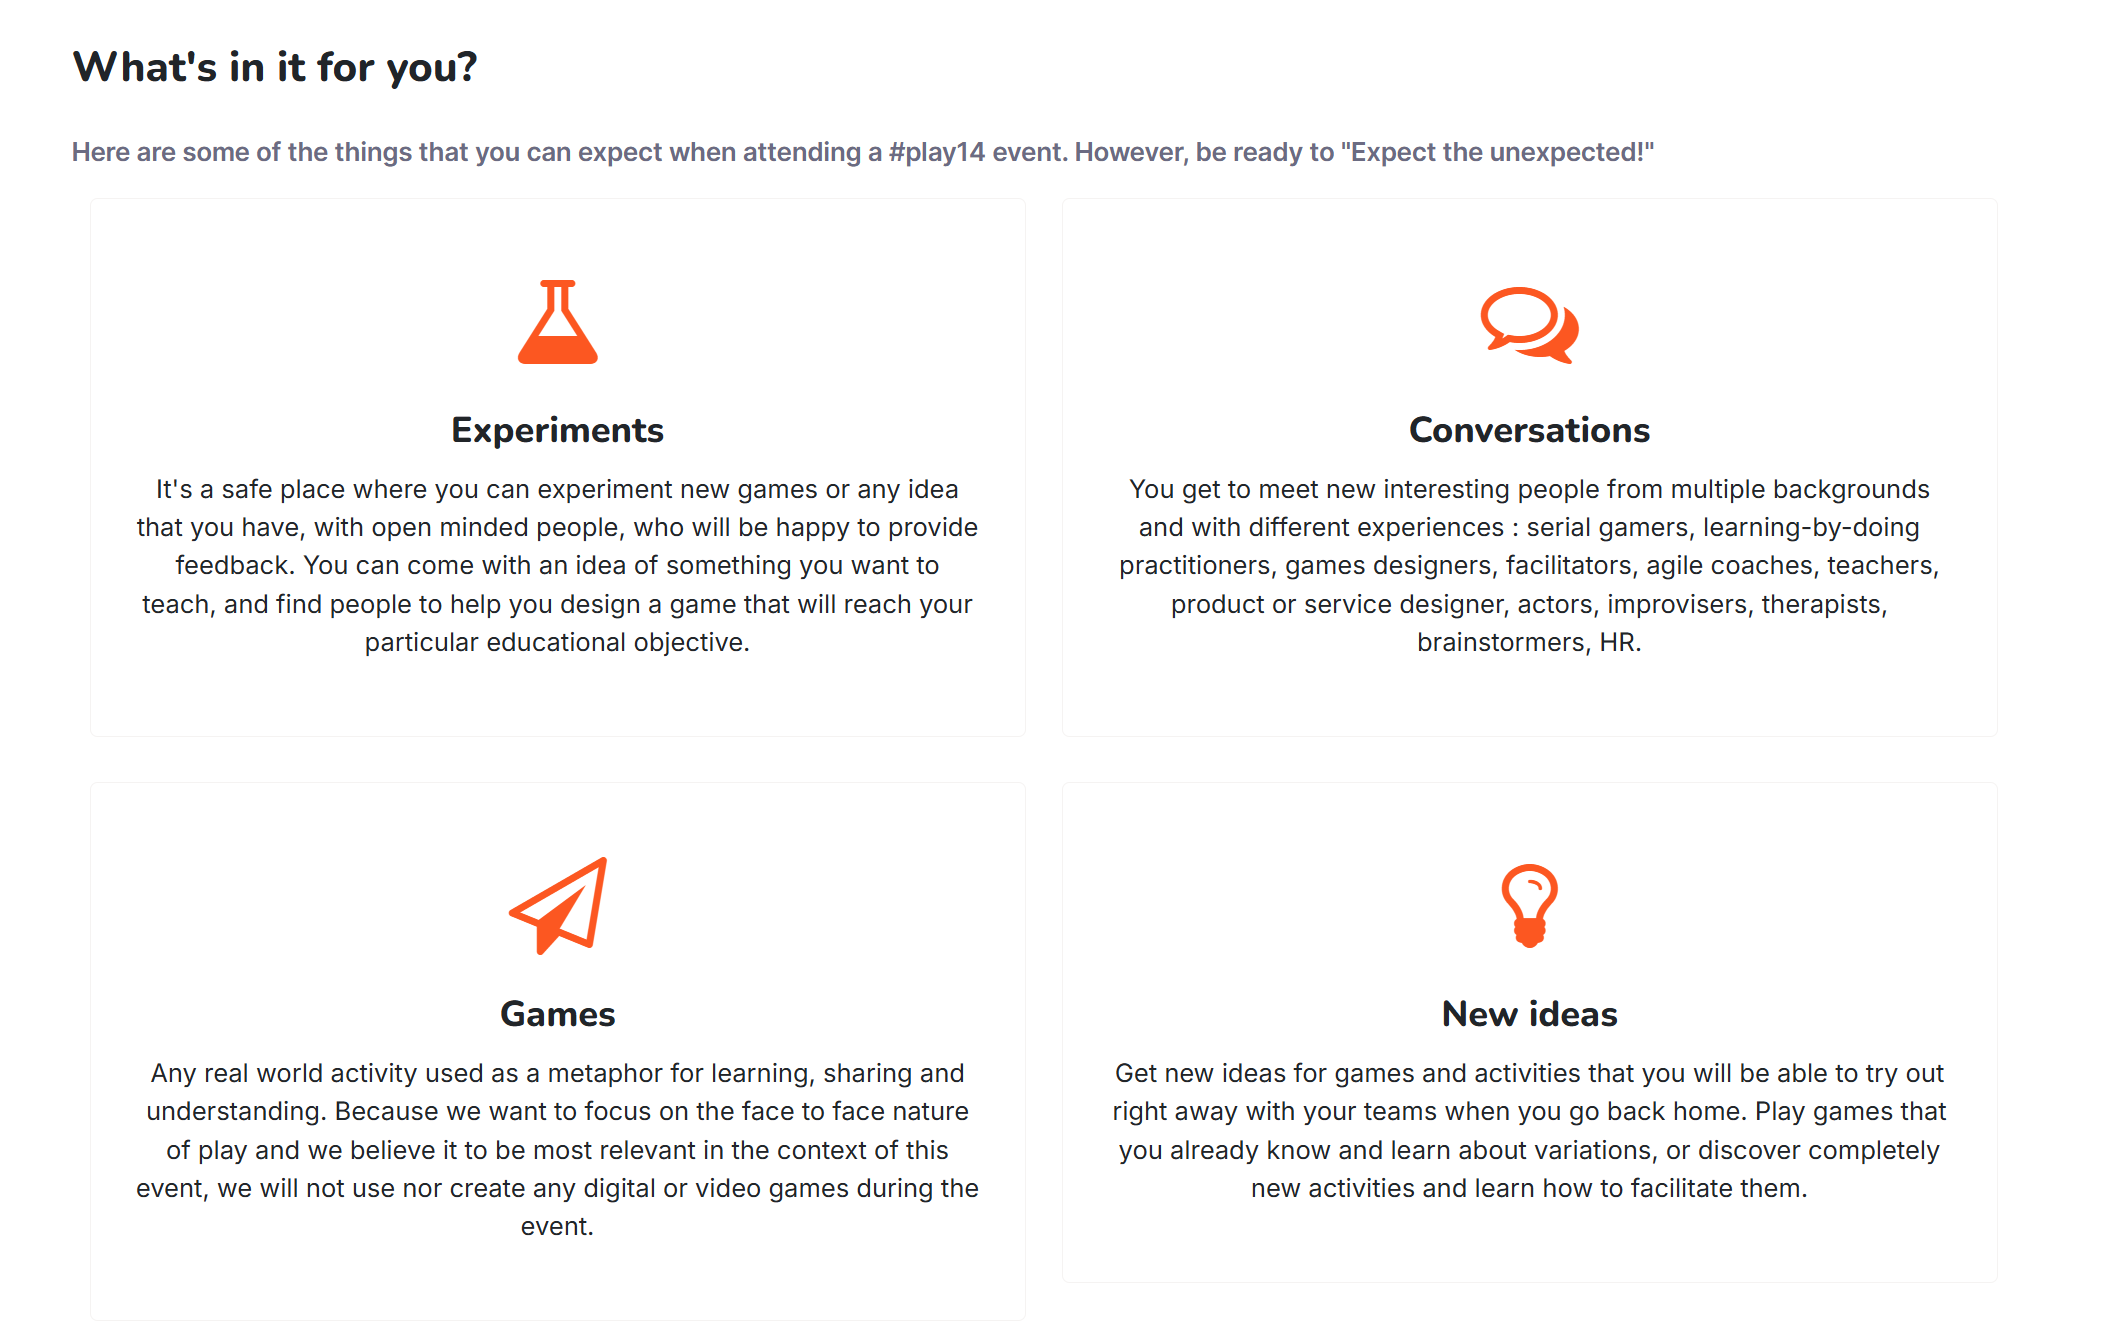 What's in it for you?
Here are some of the things that you can expect when attending a #play14 event. However, be ready to "Expect the unexpected!"
Experiments
It's a safe place where you can experiment new games or any idea
that you have, with open minded people, who will be happy to provide
feedback. You can come with an idea of something you want to
teach, and find people to help you design a game that will reach your
particular educational objective.
Conversations
You get to meet new interesting people from multiple backgrounds
and with different experiences : serial gamers, learning-by-doing
practitioners, games designers, facilitators, agile coaches, teachers,
product or service designer, actors, improvisers, therapists,
brainstormers, HR.
Games
Any real world activity used as a metaphor for learning, sharing and
understanding. Because we want to focus on the face to face nature
of play and we believe it to be most relevant in the context of this
event, we will not use nor create any digital or video games during the
event.
New ideas
Get new ideas for games and activities that you will be able to try out
right away with your teams when you go back home. Play games that
you already know and learn about variations, or discover completely
new activities and learn how to facilitate them.